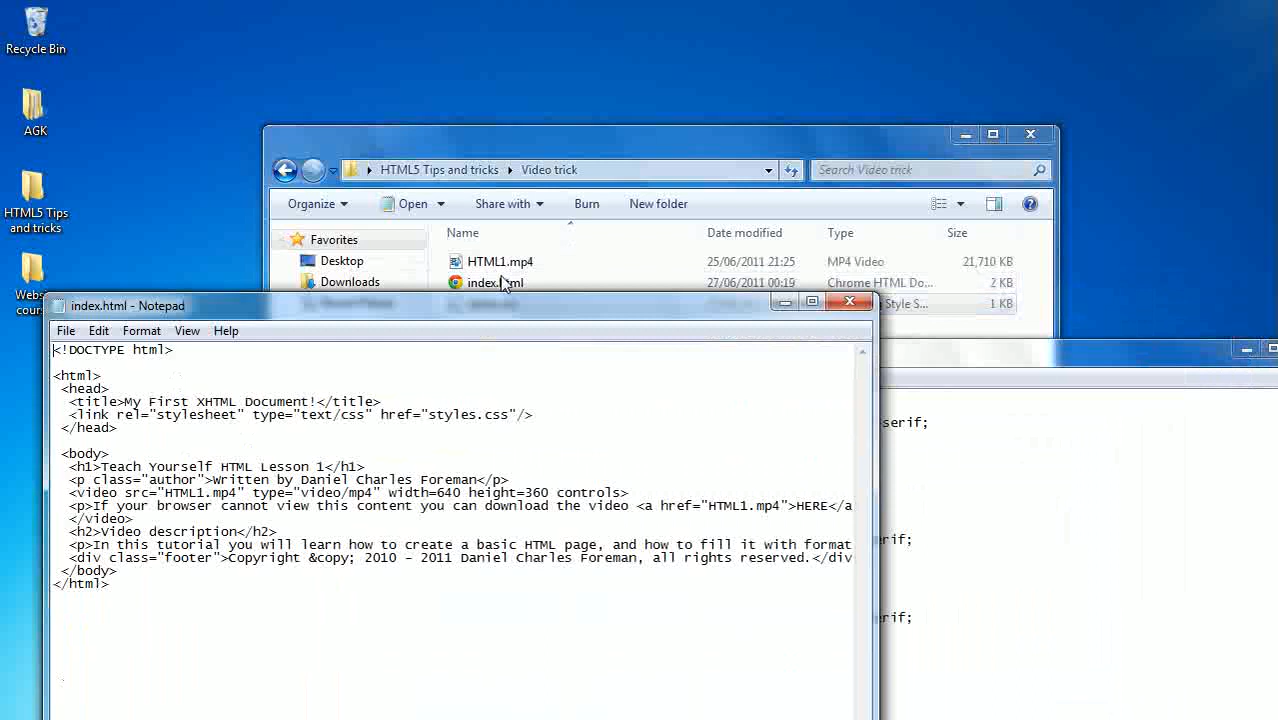 Recycle Bin
AGK
HTML5 Tips
and tricks
HTML5 Tips and tricks Video trick
Search Video trick
Organize Open Share with Burn New folder
Name Date modified Type Size
Favorites
Desktop
Downloads
HTML1.mp4 25/06/2011 21:25 MP4 Video 21,710 KB
index.html 27/06/2011 00:19 Chrome HTML Do... 2 KB
Style S... 1 KB
index.html - Notepad
File Edit Format View Help
<!DOCTYPE html>
<html>
<head>
<title>My First XHTML Document!</title>
<link rel="stylesheet" type="text/css" href="styles.css"/>
</head>
<body>
<h1>Teach Yourself HTML Lesson 1</h1>
<p class="author">Written by Daniel Charles Foreman</p>
<video src="HTML1.mp4" type="video/mp4" width=640 height=360 controls>
<p>If your browser cannot view this content you can download the video <a href="HTML1.mp4">HERE</a
</video>
<h2>Video description</h2>
<p>In this tutorial you will learn how to create a basic HTML page, and how to fill it with format
<div class="footer">Copyright &copy; 2010 - 2011 Daniel Charles Foreman, all rights reserved.</div
</body>
</html>
serif;
rif;
rif;